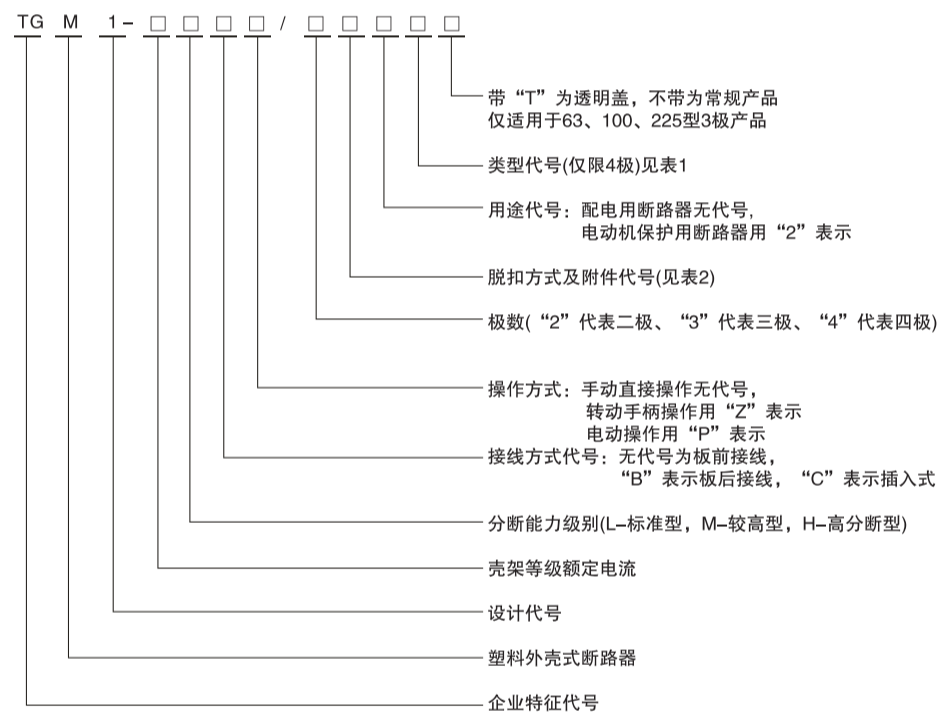 TG M 1-□□□□/□□□□□
带“T”为透明盖，不带为常规产品
仅适用于63、100、225型3极产品
类型代号(仅限4极)见表1
用途代号：配电用断路器无代号,
电动机保护用断路器用“2”表示
脱扣方式及附件代号(见表2)
极数(“2”代表二极、“3”代表三极、“4”代表四极)
操作方式：手动直接操作无代号，
转动手柄操作用“Z”表示
电动操作用“P”表示
接线方式代号：无代号为板前接线，
“B”表示板后接线，“C”表示插入式
分断能力级别(L–标准型，M–较高型，H–高分断型)
壳架等级额定电流
设计代号
塑料外壳式断路器
企业特征代号